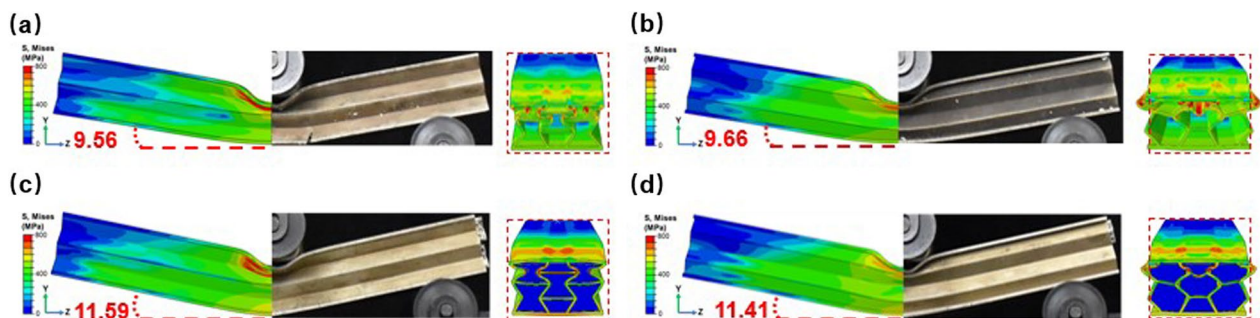 (a)
S, Mises
(MPa)
800
400
0
Y
Z
9.56
(b)
S, Mises
(MPa)
800
400
0
Y
Z
9.66
(c)
S, Mises
(MPa)
800
400
0
Y
Z
11.59
(d)
S, Mises
(MPa)
800
400
0
Y
Z
11.41